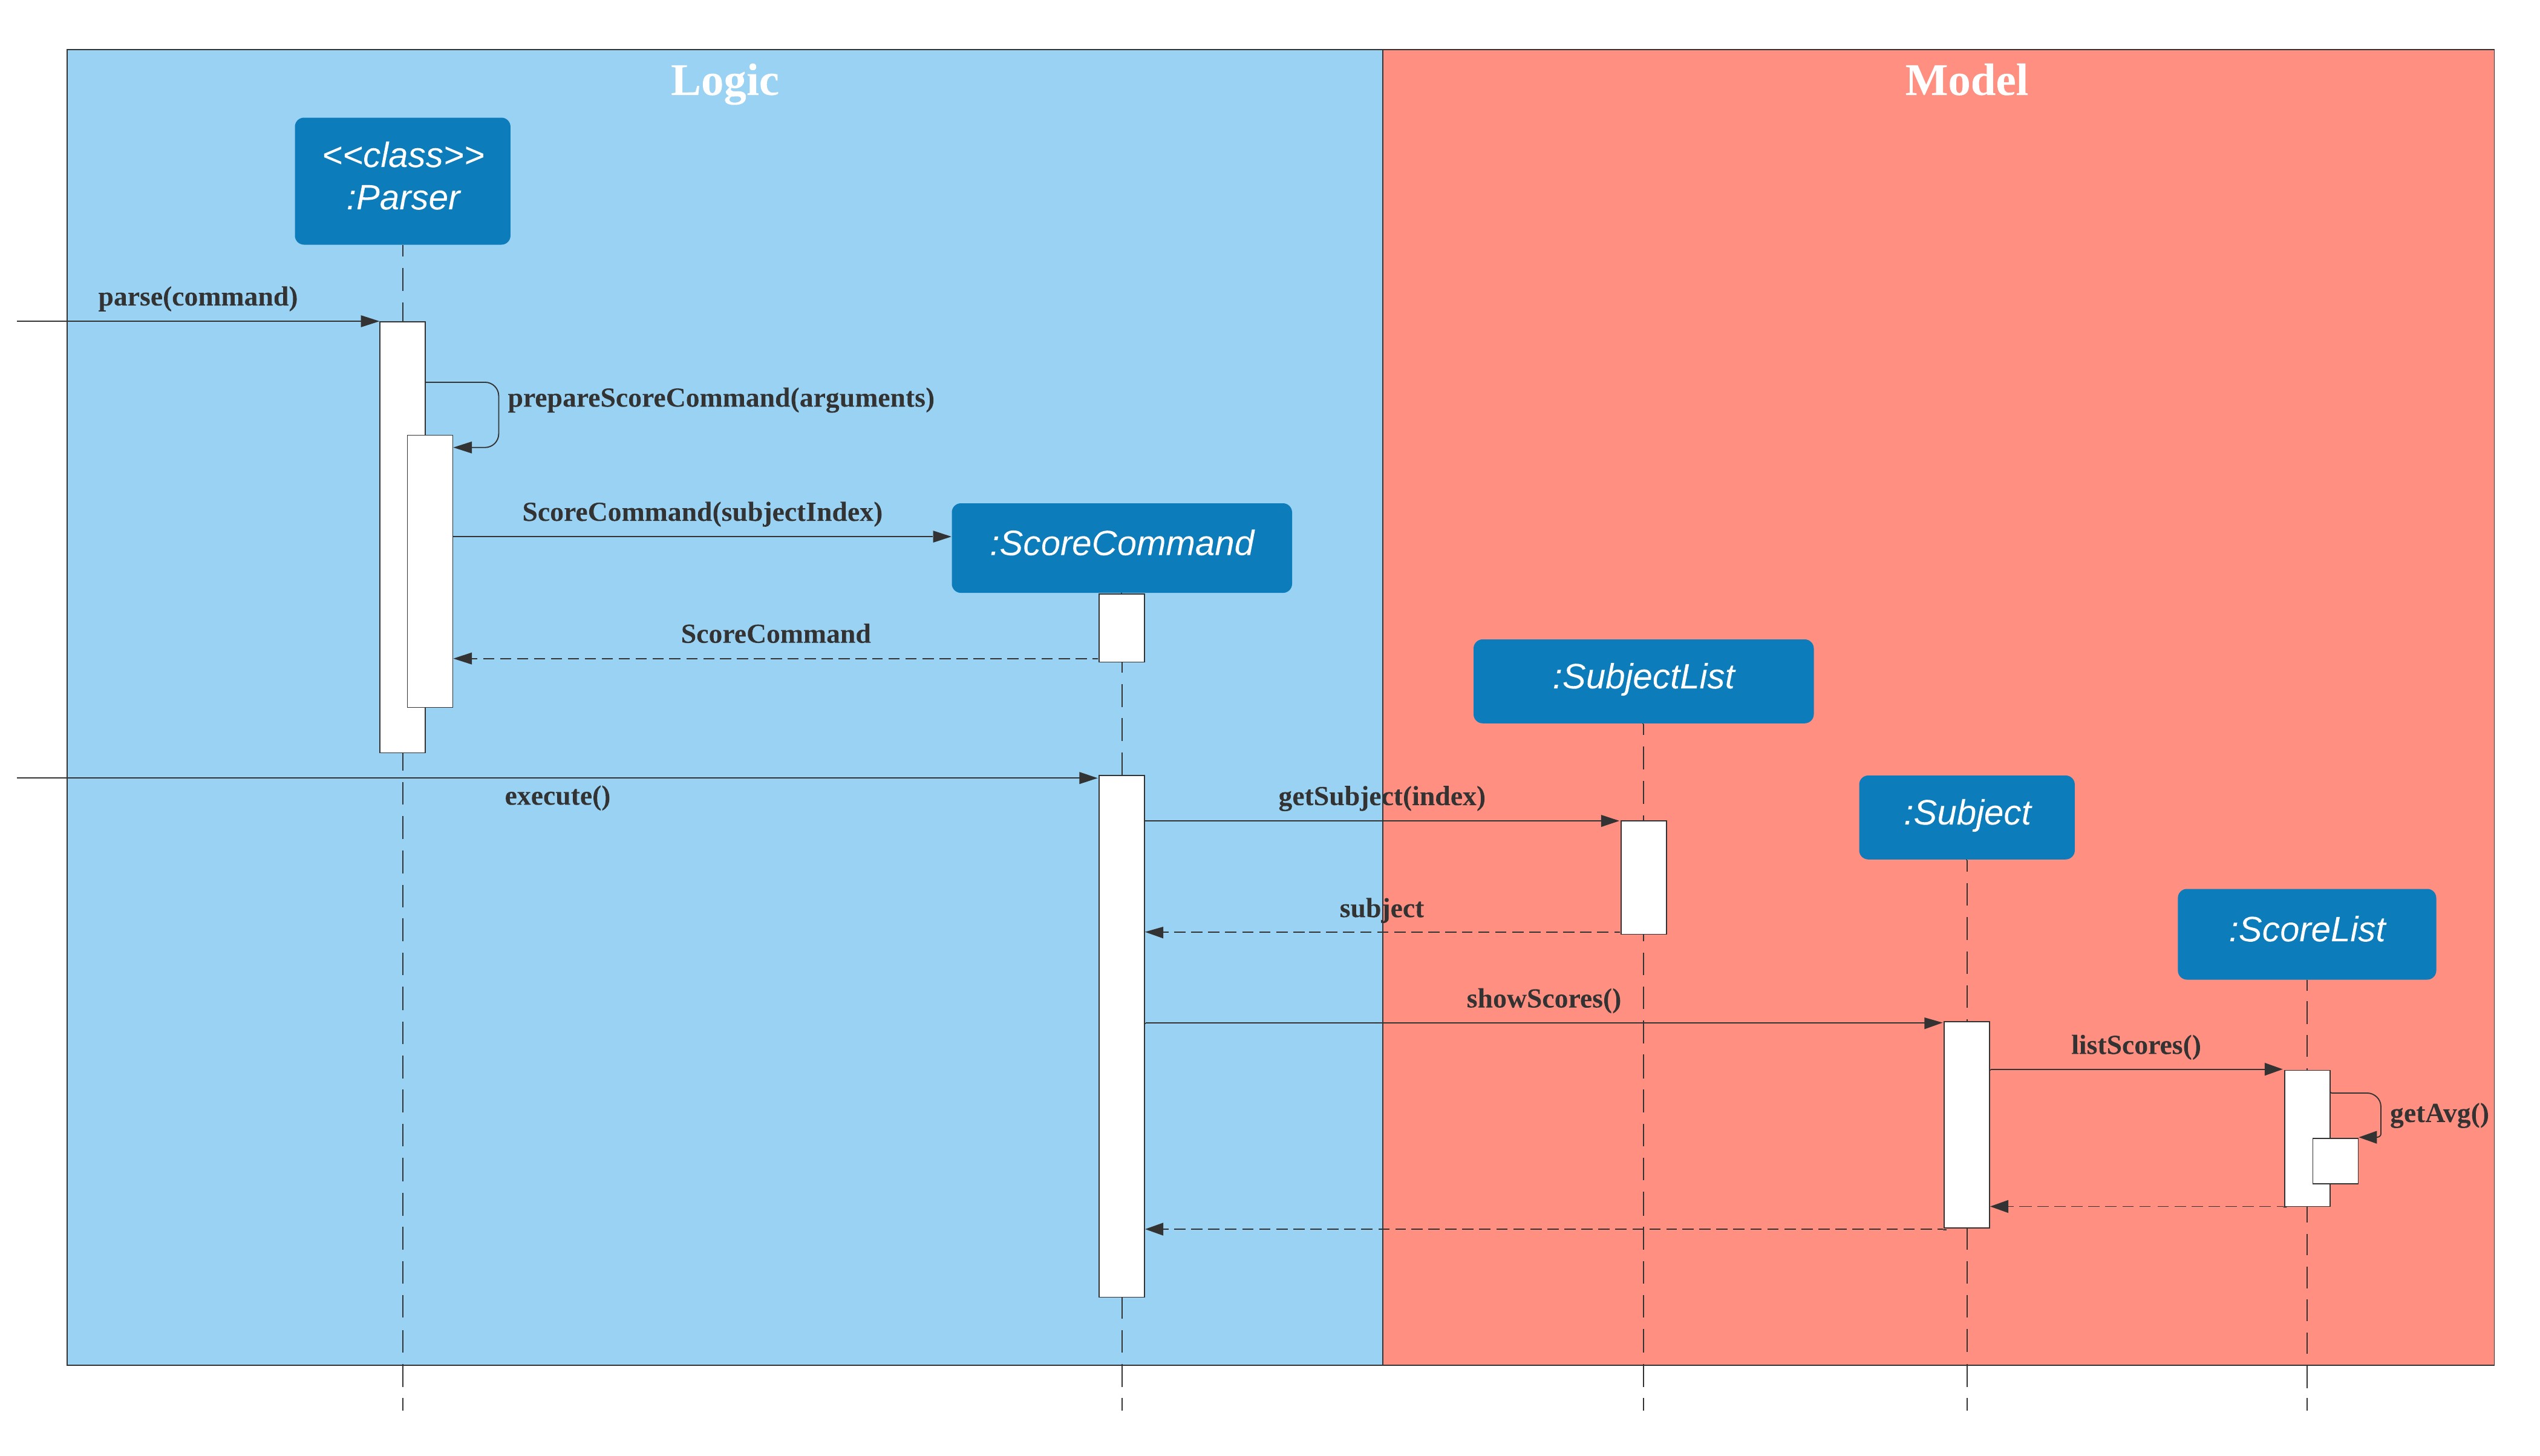 Logic
Model
<<class>>
:Parser
parse(command)
prepareScoreCommand(arguments)
ScoreCommand(subjectIndex)
:ScoreCommand
ScoreCommand
:SubjectList
execute()
getSubject(index)
:Subject
subject
:ScoreList
showScores()
listScores()
getAvg()